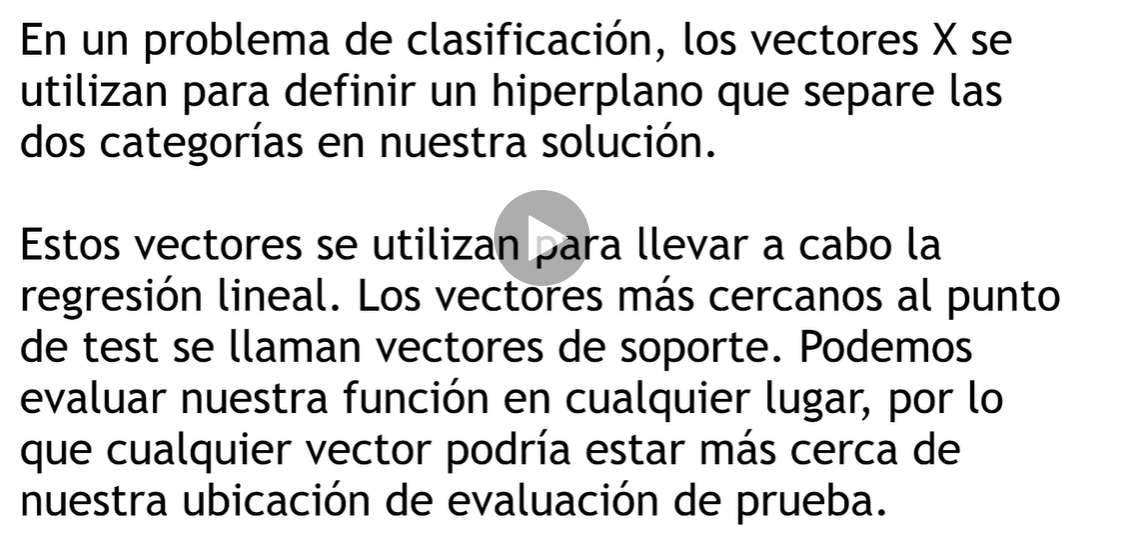 En un problema de clasificación, los vectores X se
utilizan para definir un hiperplano que separe las
dos categorías en nuestra solución.
Estos vectores se utilizan para llevar a cabo la
regresión lineal. Los vectores más cercanos al punto
de test se llaman vectores de soporte. Podemos
evaluar nuestra función en cualquier lugar, por lo
que cualquier vector podría estar más cerca de
nuestra ubicación de evaluación de prueba.